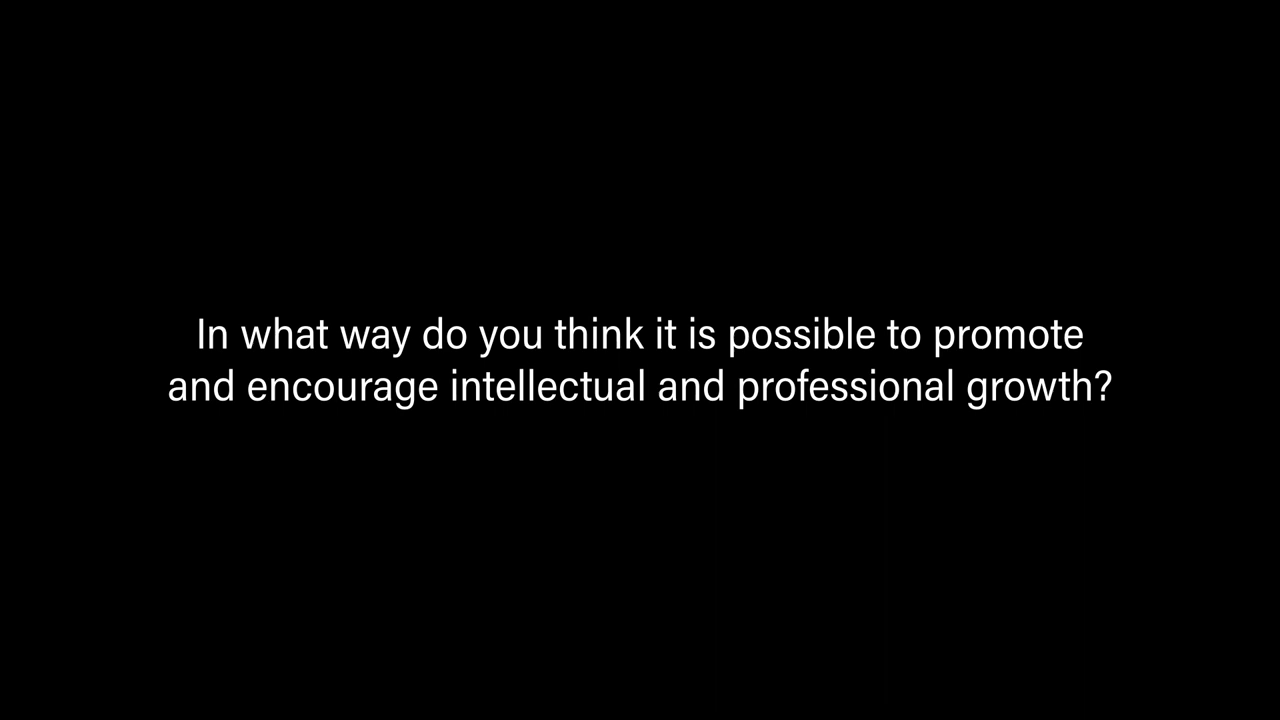 In what way do you think it is possible to promote
and encourage intellectual and professional growth?